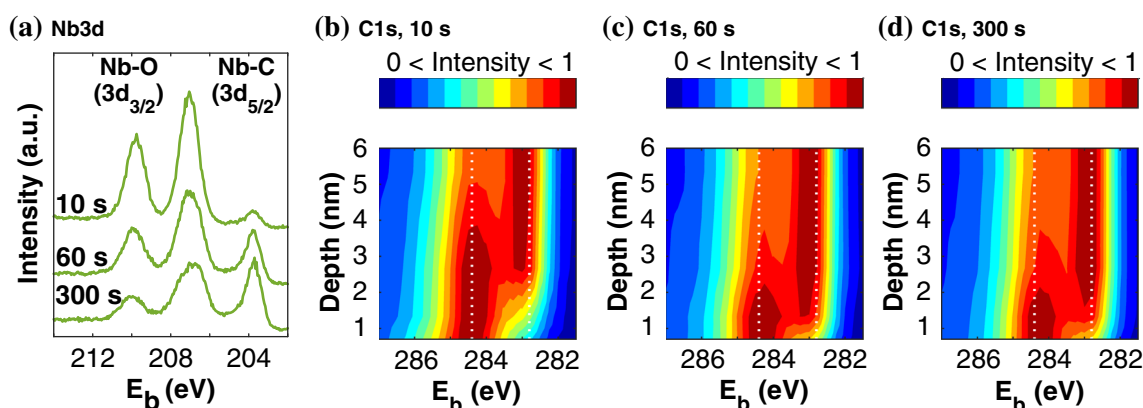 (a) Nb3d
Nb-O
(3d3/2)
Nb-C
(3d5/2)
10 s
60 s
300 s
Intensity (a.u.)
212 208 204
Eb (eV)
(b) C1s, 10 s
0 < Intensity < 1
6
5
4
3
2
1
Depth (nm)
286 284 282
Eb (eV)
(c) C1s, 60 s
0 < Intensity < 1
6
5
4
3
2
1
Depth (nm)
286 284 282
Eb (eV)
(d) C1s, 300 s
0 < Intensity < 1
6
5
4
3
2
1
Depth (nm)
286 284 282
Eb (eV)